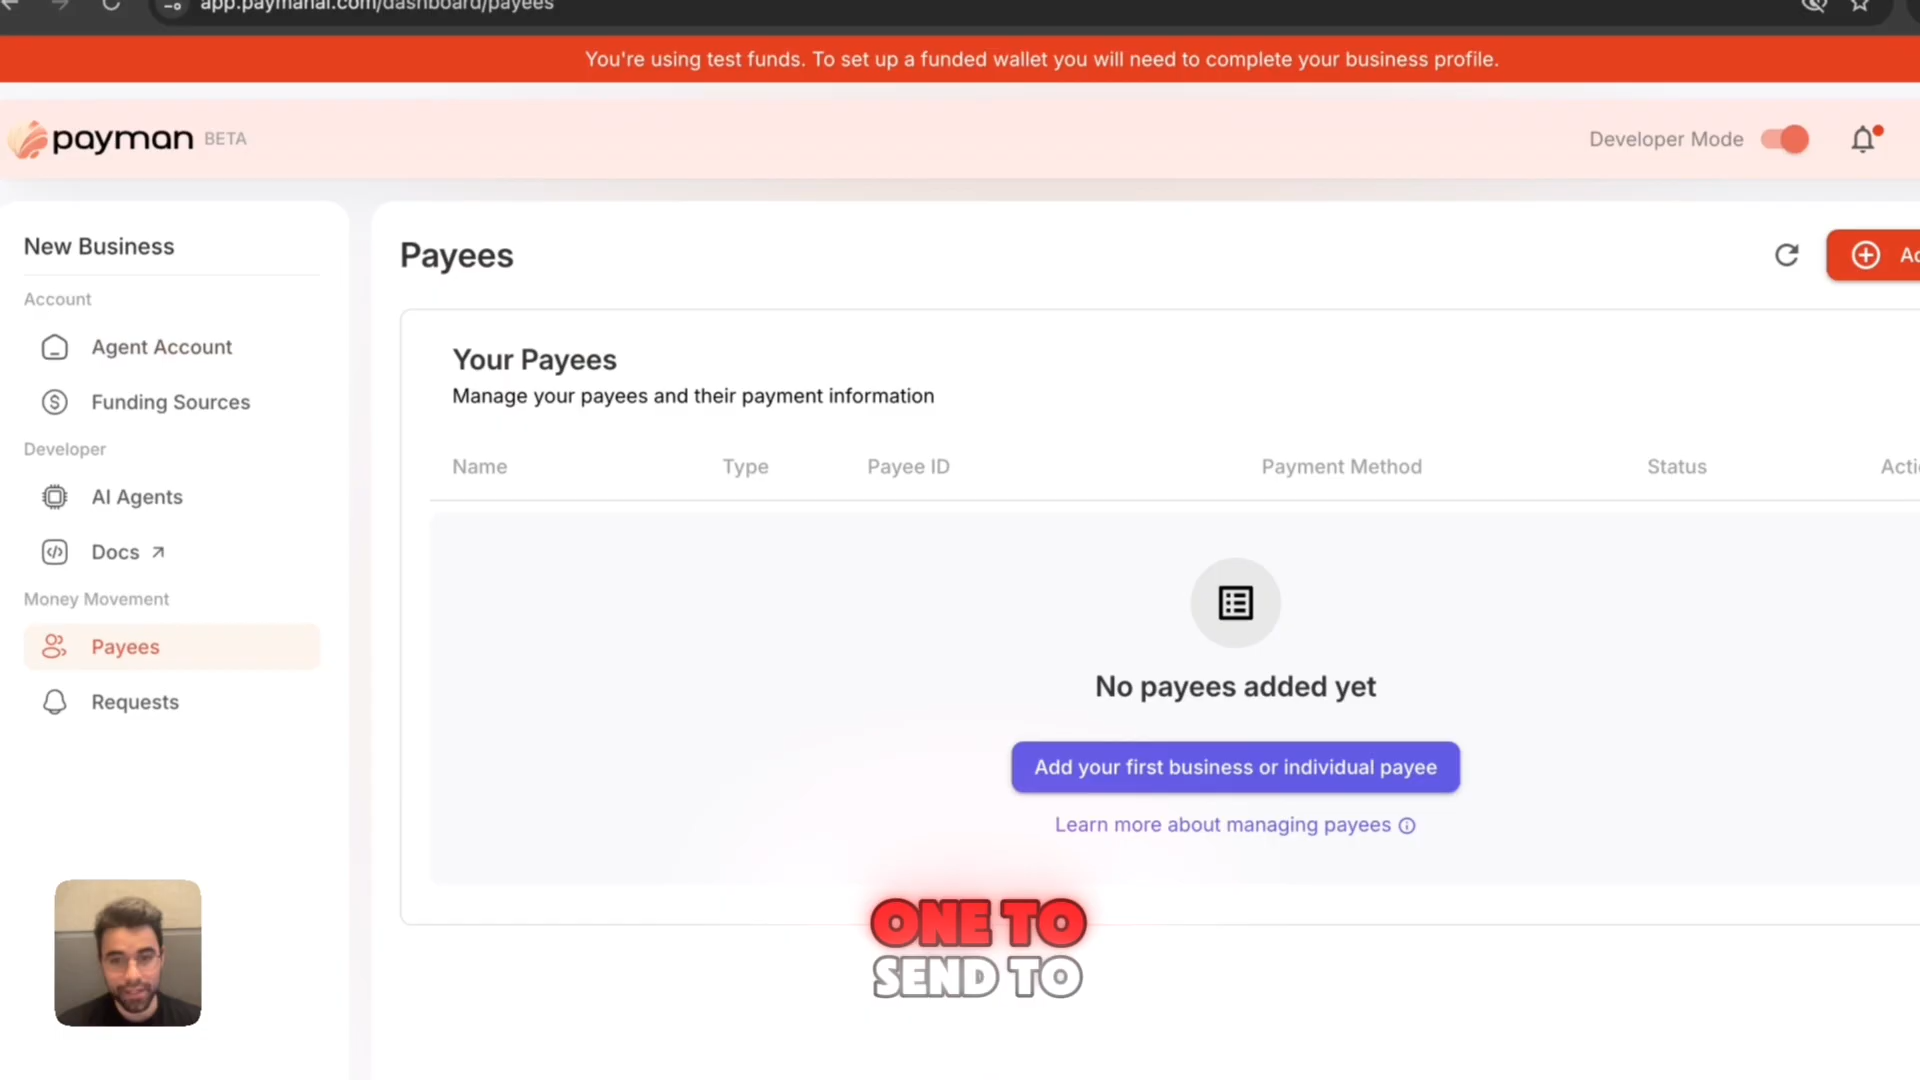 app.paymanai.com/dashboard/payees
You're using test funds. To set up a funded wallet you will need to complete your business profile.
payman BETA
Developer Mode
New Business
Account
Agent Account
Funding Sources
Developer
AI Agents
Docs
Money Movement
Payees
Requests
Payees
Your Payees
Manage your payees and their payment information
Name Type Payee ID Payment Method Status
No payees added yet
Add your first business or individual payee
Learn more about managing payees
ONE TO
SEND TO